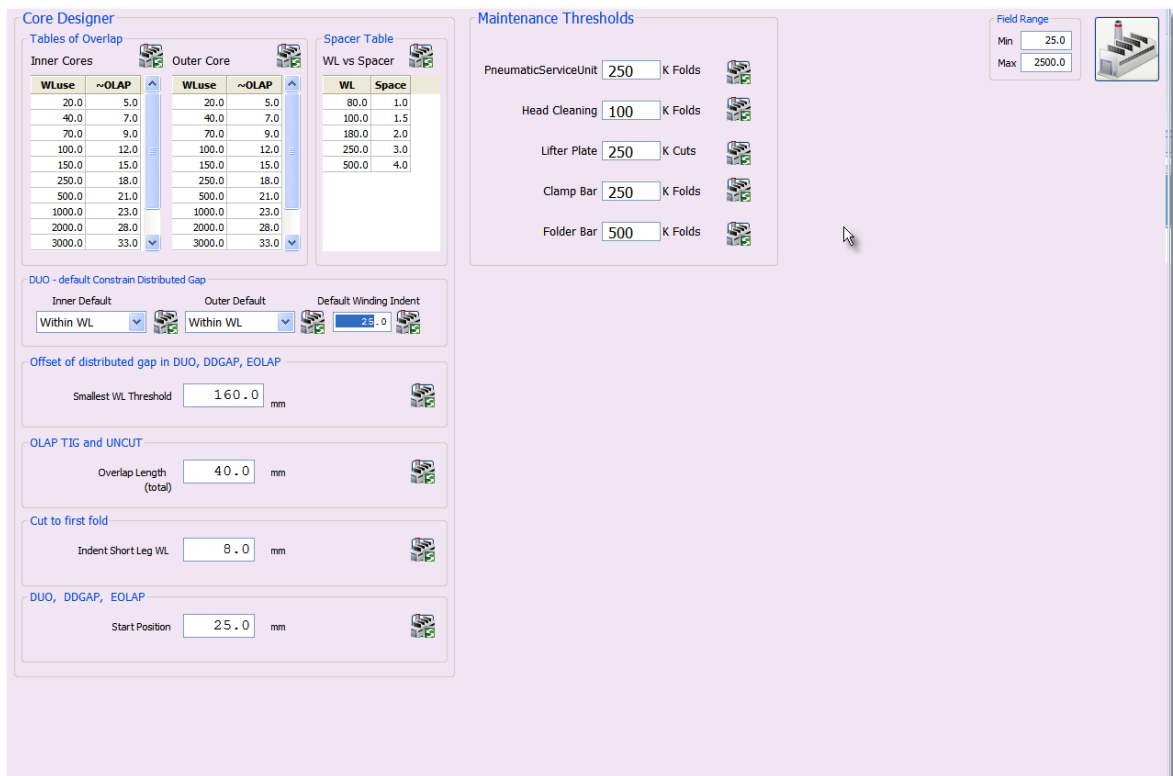 Core Designer
Tables of Overlap
Inner Cores
Outer Core
WLuse ~OLAP
20.0 5.0
40.0 7.0
70.0 9.0
100.0 12.0
150.0 15.0
250.0 18.0
500.0 21.0
1000.0 23.0
2000.0 28.0
3000.0 33.0
WLuse ~OLAP
20.0 5.0
40.0 7.0
70.0 9.0
100.0 12.0
150.0 15.0
250.0 18.0
500.0 21.0
1000.0 23.0
2000.0 28.0
3000.0 33.0
Spacer Table
WL vs Spacer
WL Space
80.0 1.0
100.0 1.5
180.0 2.0
250.0 3.0
500.0 4.0
DUO - default Constrain Distributed Gap
Inner Default Outer Default Default Winding Indent
Within WL Within WL 25.0
Offset of distributed gap in DUO, DDGAP, EOLAP
Smallest WL Threshold 160.0 mm
OLAP TIG and UNCUT
Overlap Length 40.0 mm
(total)
Cut to first fold
Indent Short Leg WL 8.0 mm
DUO, DDGAP, EOLAP
Start Position 25.0 mm
Maintenance Thresholds
PneumaticServiceUnit 250 K Folds
Head Cleaning 100 K Folds
Lifter Plate 250 K Cuts
Clamp Bar 250 K Folds
Folder Bar 500 K Folds
Field Range
Min 25.0
Max 2500.0